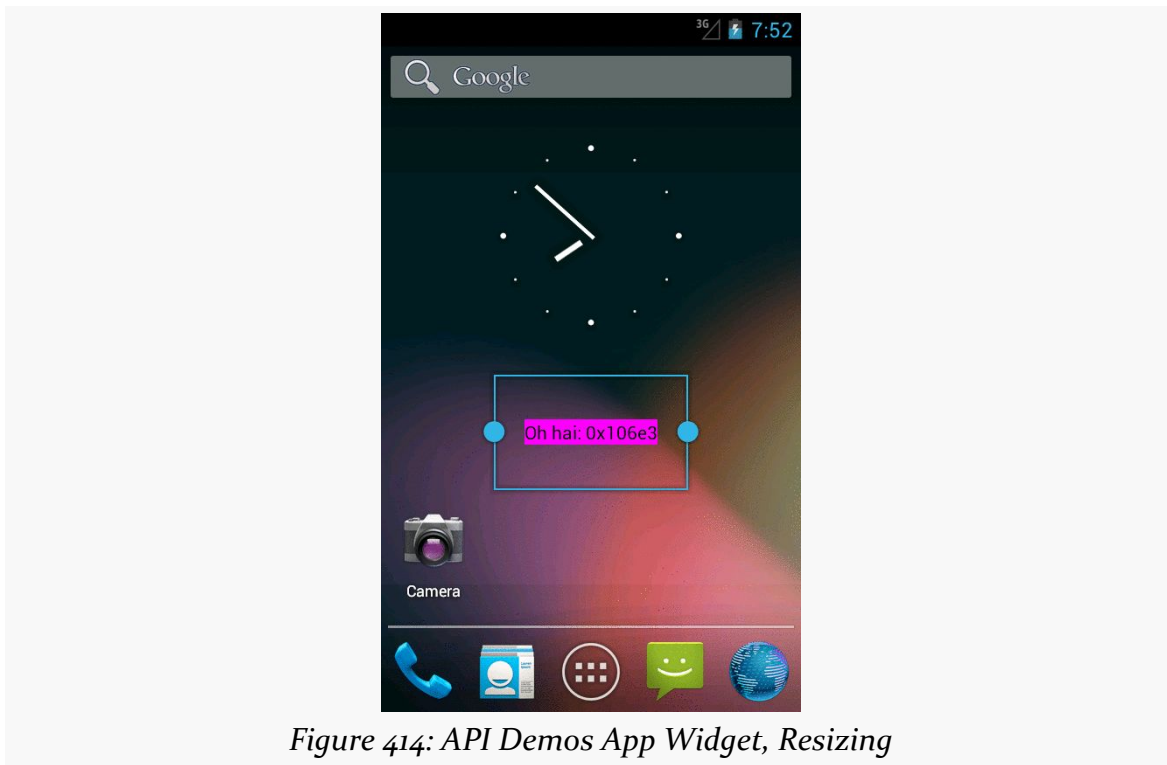 3G 7:52
Google
Oh hai: 0x106e3
Camera
Figure 414: API Demos App Widget, Resizing